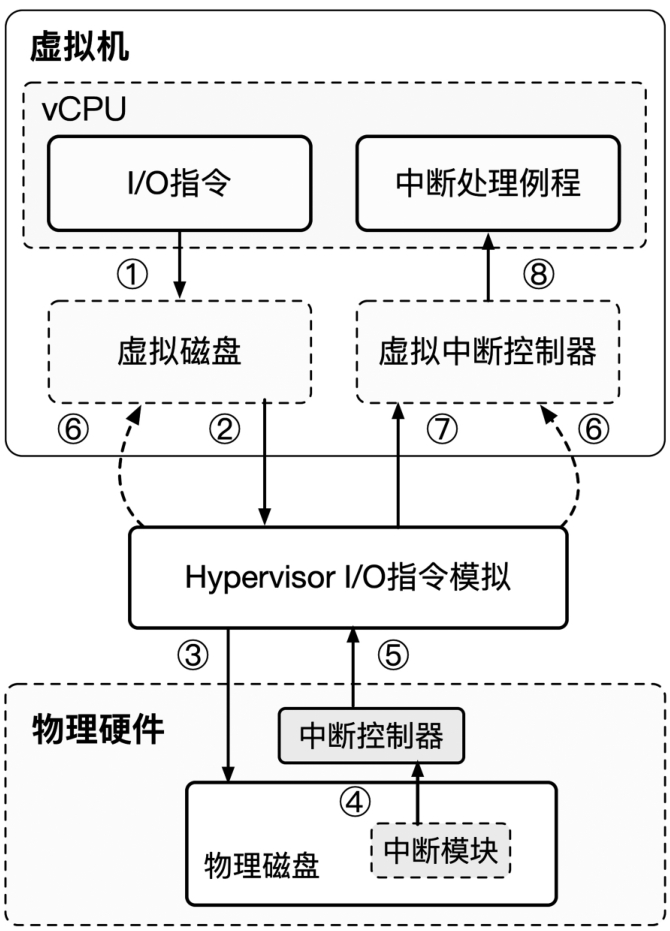 虚拟机
vCPU
I/O指令
中断处理例程
①
⑧
虚拟磁盘
虚拟中断控制器
⑥
②
⑦
⑥
Hypervisor I/O指令模拟
③
⑤
物理硬件
中断控制器
④
中断模块
物理磁盘